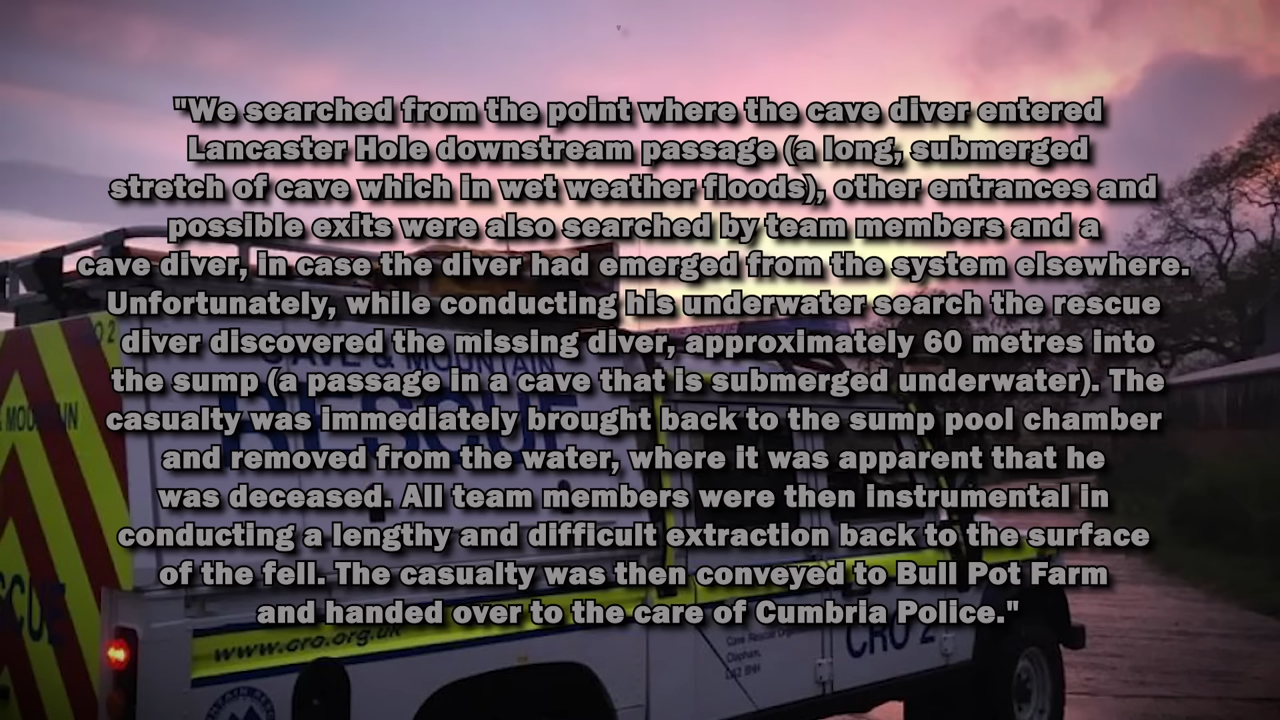 "We searched from the point where the cave diver entered
Lancaster Hole downstream passage (a long, submerged
stretch of cave which in wet weather floods), other entrances and
possible exits were also searched by team members and a
cave diver, in case the diver had emerged from the system elsewhere.
Unfortunately, while conducting his underwater search the rescue
diver discovered the missing diver, approximately 60 metres into
the sump (a passage in a cave that is submerged underwater). The
casualty was immediately brought back to the sump pool chamber
and removed from the water, where it was apparent that he
was deceased. All team members were then instrumental in
conducting a lengthy and difficult extraction back to the surface
of the fell. The casualty was then conveyed to Bull Pot Farm
and handed over to the care of Cumbria Police."
CAVE & MOUNTAIN
RESCUE
www.cro.org.uk
Cave Rescue
Clapham,
CRO 2